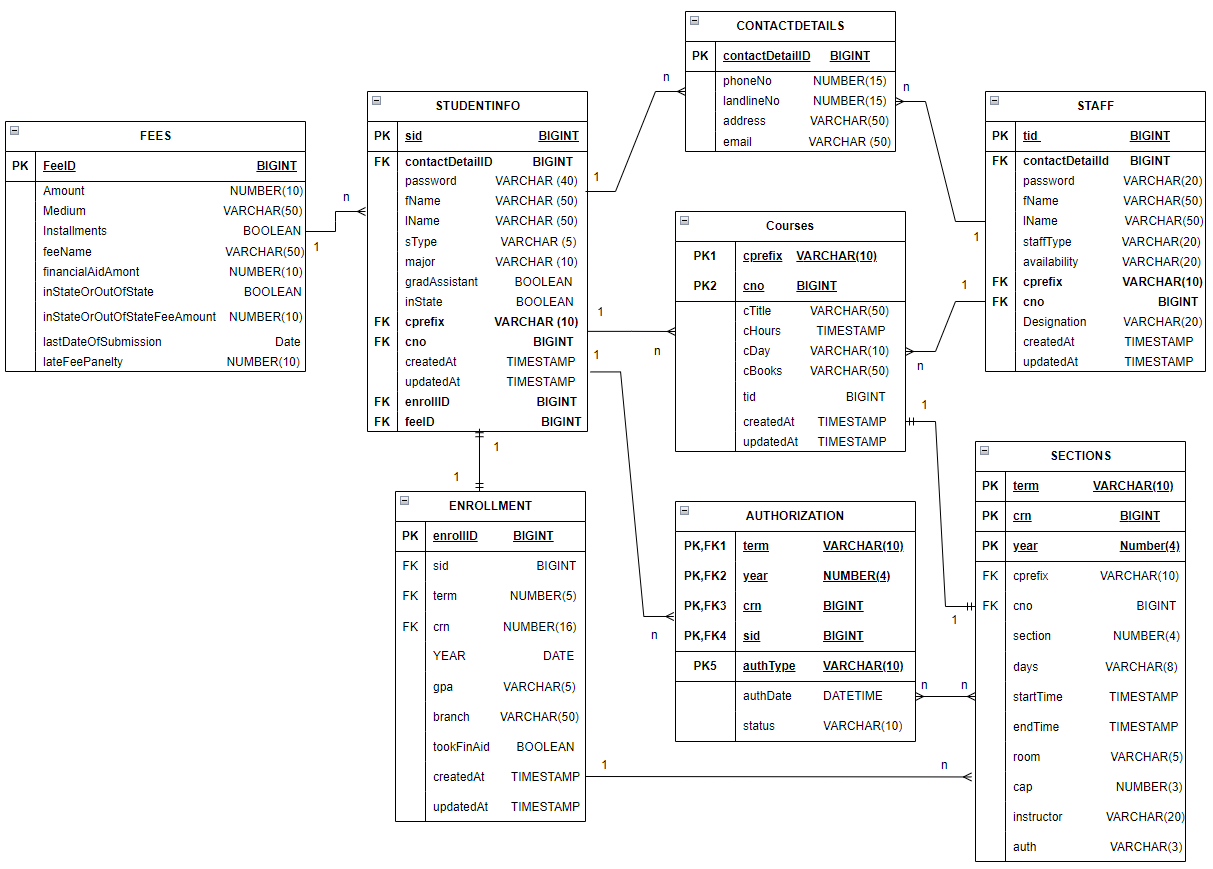 CONTACTDETAILS
PK contactDetailID BIGINT
phoneNo NUMBER(15)
landlineNo NUMBER(15)
address VARCHAR(50)
email VARCHAR (50)
STUDENTINFO
PK sid BIGINT
FK contactDetailID BIGINT
password VARCHAR (40)
fName VARCHAR (50)
lName VARCHAR (50)
sType VARCHAR (5)
major VARCHAR (10)
gradAssistant BOOLEAN
inState BOOLEAN
FK cprefix VARCHAR (10)
FK cno BIGINT
createdAt TIMESTAMP
updatedAt TIMESTAMP
FK enrollID BIGINT
FK feeID BIGINT
STAFF
PK tid BIGINT
FK contactDetailId BIGINT
password VARCHAR(20)
fName VARCHAR(50)
lName VARCHAR(50)
staffType VARCHAR(20)
availability VARCHAR(20)
FK cprefix VARCHAR(10)
FK cno BIGINT
Designation VARCHAR(20)
createdAt TIMESTAMP
updatedAt TIMESTAMP
FEES
PK FeeID BIGINT
Amount NUMBER(10)
Medium VARCHAR(50)
Installments BOOLEAN
feeName VARCHAR(50)
financialAidAmont NUMBER(10)
inStateOrOutOfState BOOLEAN
inStateOrOutOfStateFeeAmount NUMBER(10)
lastDateOfSubmission Date
lateFeePanelty NUMBER(10)
n
1
n
1
n
1
Courses
PK1 cprefix VARCHAR(10)
PK2 cno BIGINT
cTitle VARCHAR(50)
cHours TIMESTAMP
cDay VARCHAR(10)
cBooks VARCHAR(50)
tid BIGINT
createdAt TIMESTAMP
updatedAt TIMESTAMP
1
n
1
n
1
n
1
1
1
1
SECTIONS
PK term VARCHAR(10)
PK crn BIGINT
PK year Number(4)
FK cprefix VARCHAR(10)
FK cno BIGINT
section NUMBER(4)
days VARCHAR(8)
startTime TIMESTAMP
endTime TIMESTAMP
room VARCHAR(5)
cap NUMBER(3)
instructor VARCHAR(20)
auth VARCHAR(3)
ENROLLMENT
PK enrollID BIGINT
FK sid BIGINT
FK term NUMBER(5)
FK crn NUMBER(16)
YEAR DATE
gpa VARCHAR(5)
branch VARCHAR(50)
tookFinAid BOOLEAN
createdAt TIMESTAMP
updatedAt TIMESTAMP
AUTHORIZATION
PK,FK1 term VARCHAR(10)
PK,FK2 year NUMBER(4)
PK,FK3 crn BIGINT
PK,FK4 sid BIGINT
PK5 authType VARCHAR(10)
authDate DATETIME
status VARCHAR(10)
n n
1 n